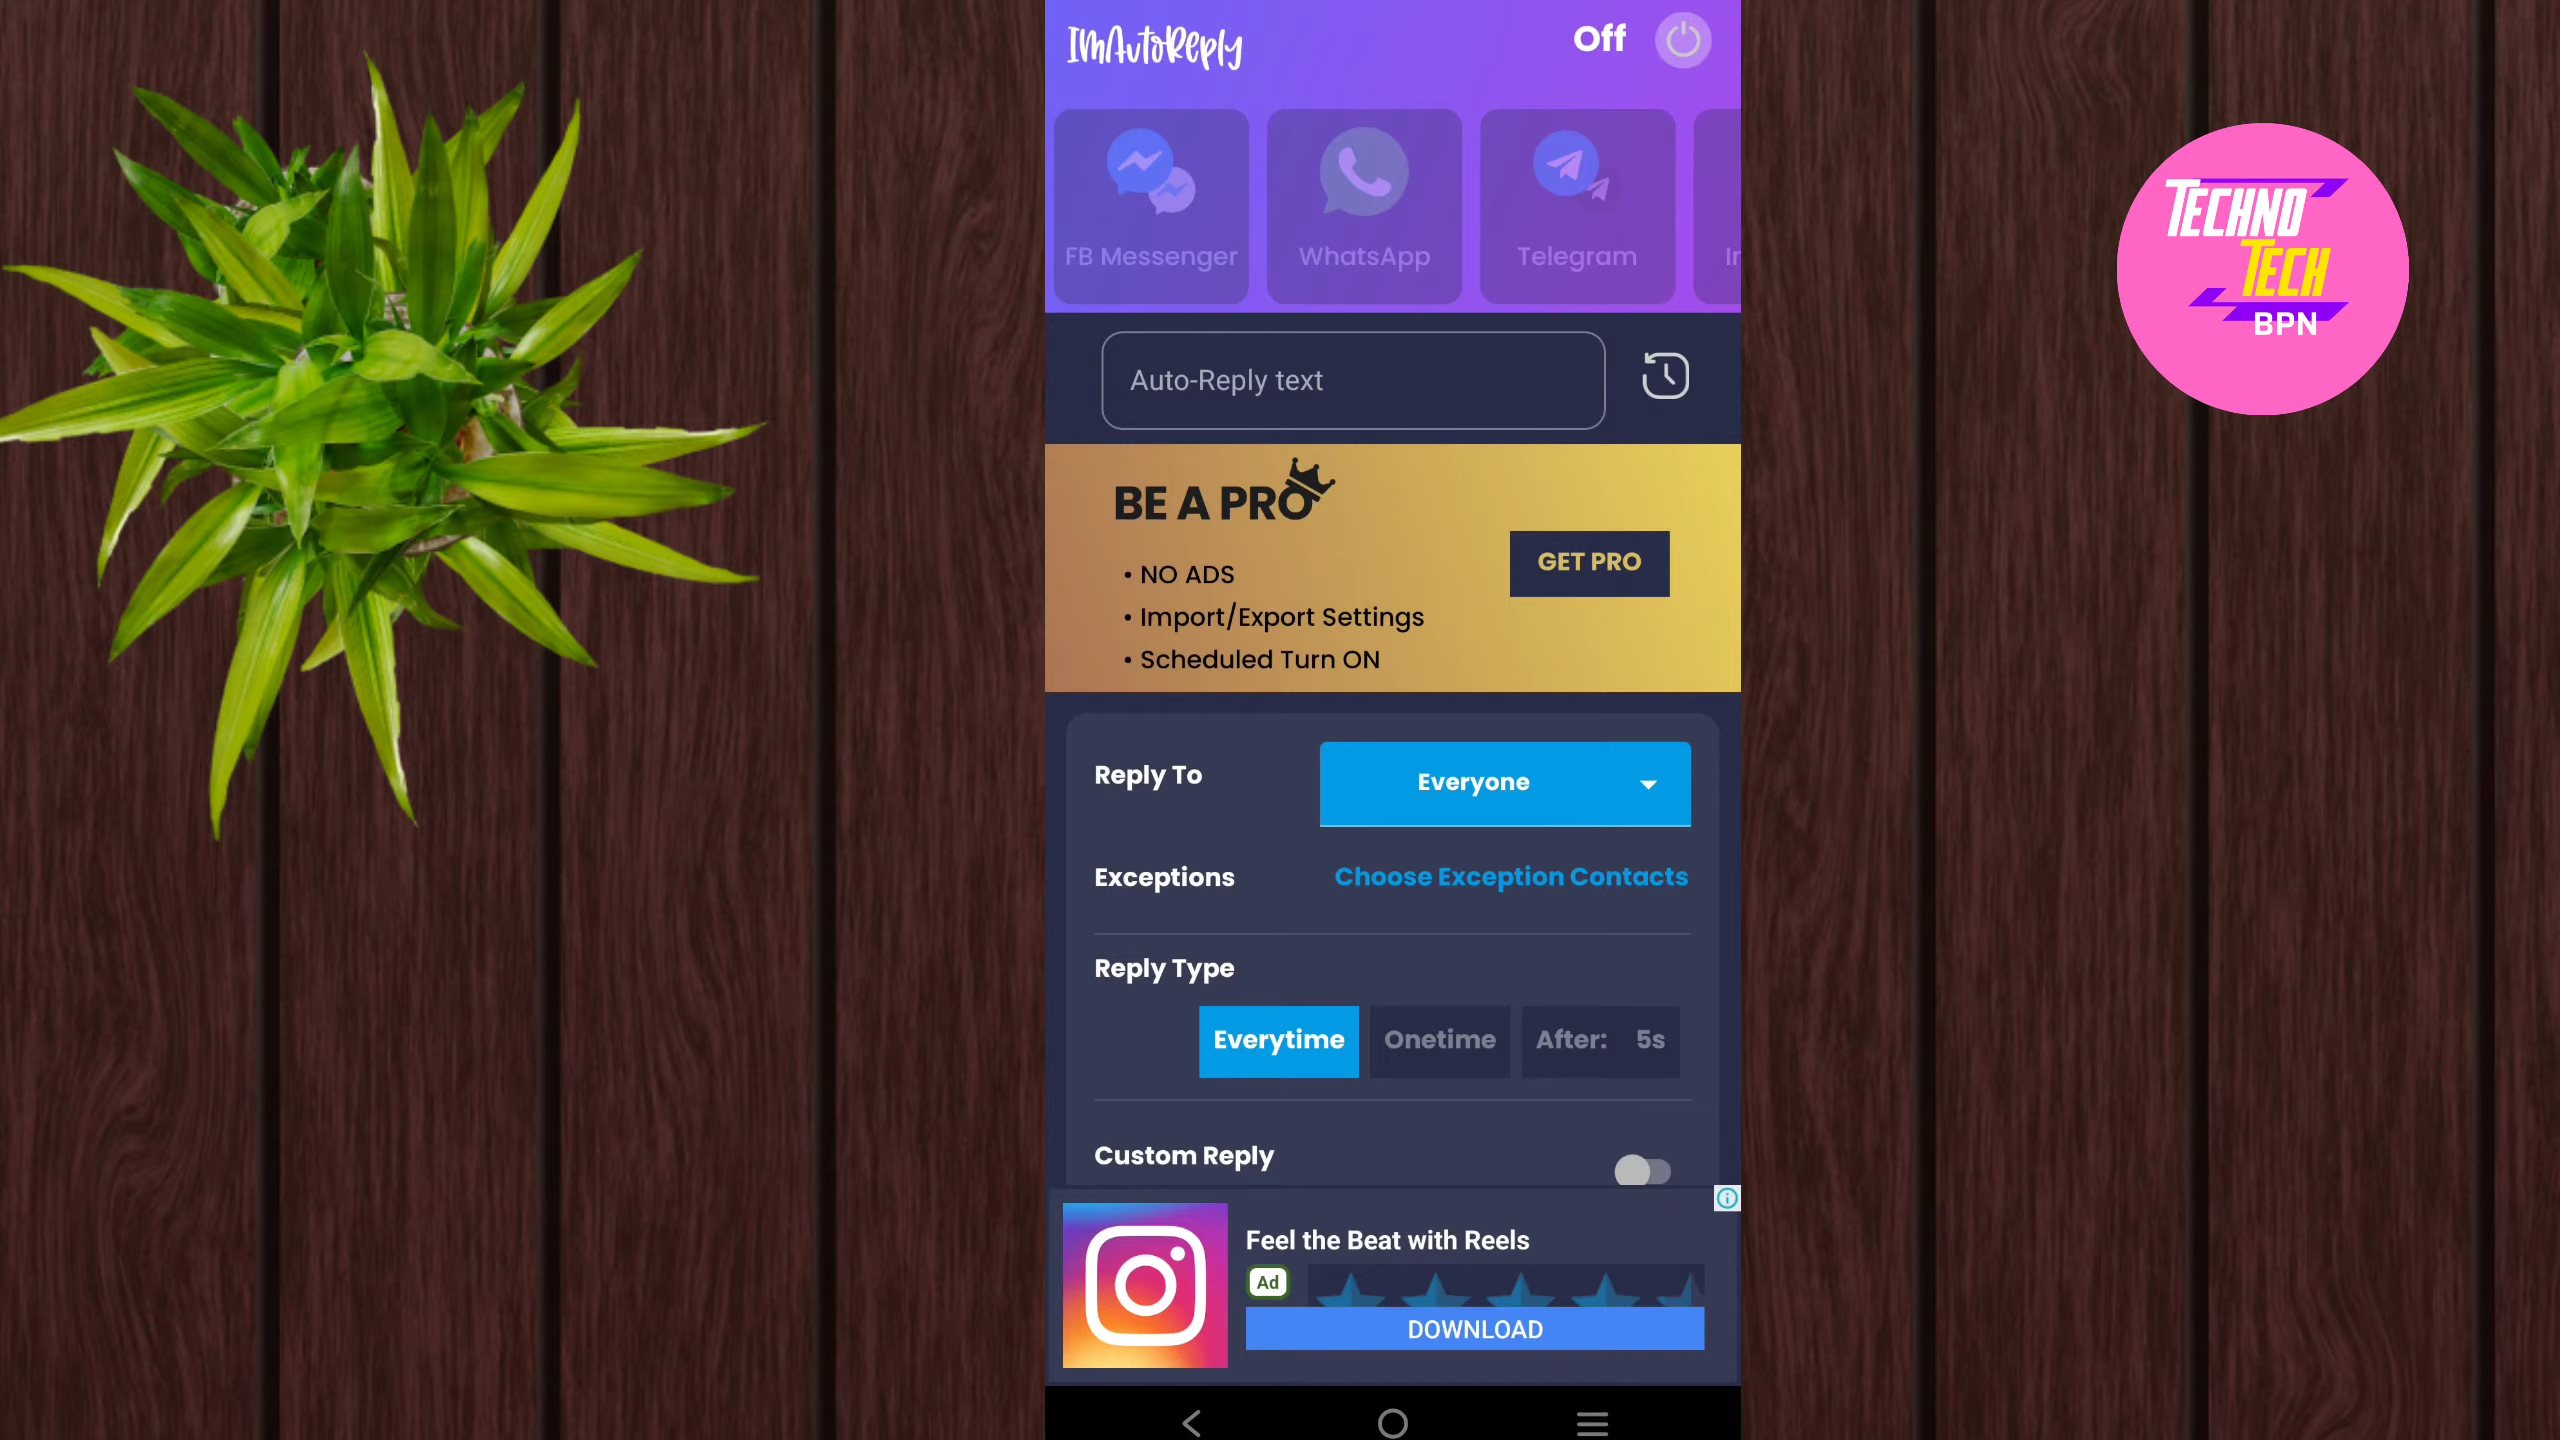 IMAutoReply
Off
FB Messenger
WhatsApp
Telegram
Auto-Reply text
BE A PRO
• NO ADS
• Import/Export Settings
• Scheduled Turn ON
GET PRO
Reply To
Everyone
Exceptions
Choose Exception Contacts
Reply Type
Everytime
Onetime
After: 5s
Custom Reply
Feel the Beat with Reels
Ad
DOWNLOAD
TECHNO
TECH
BPN